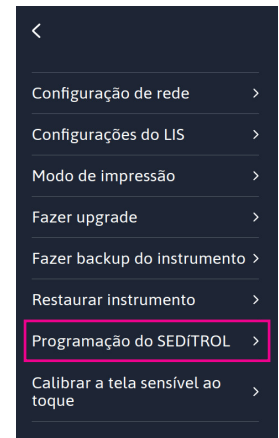 Configuração de rede
Configurações do LIS
Modo de impressão
Fazer upgrade
Fazer backup do instrumento
Restaurar instrumento
Programação do SEDíTROL
Calibrar a tela sensível ao
toque